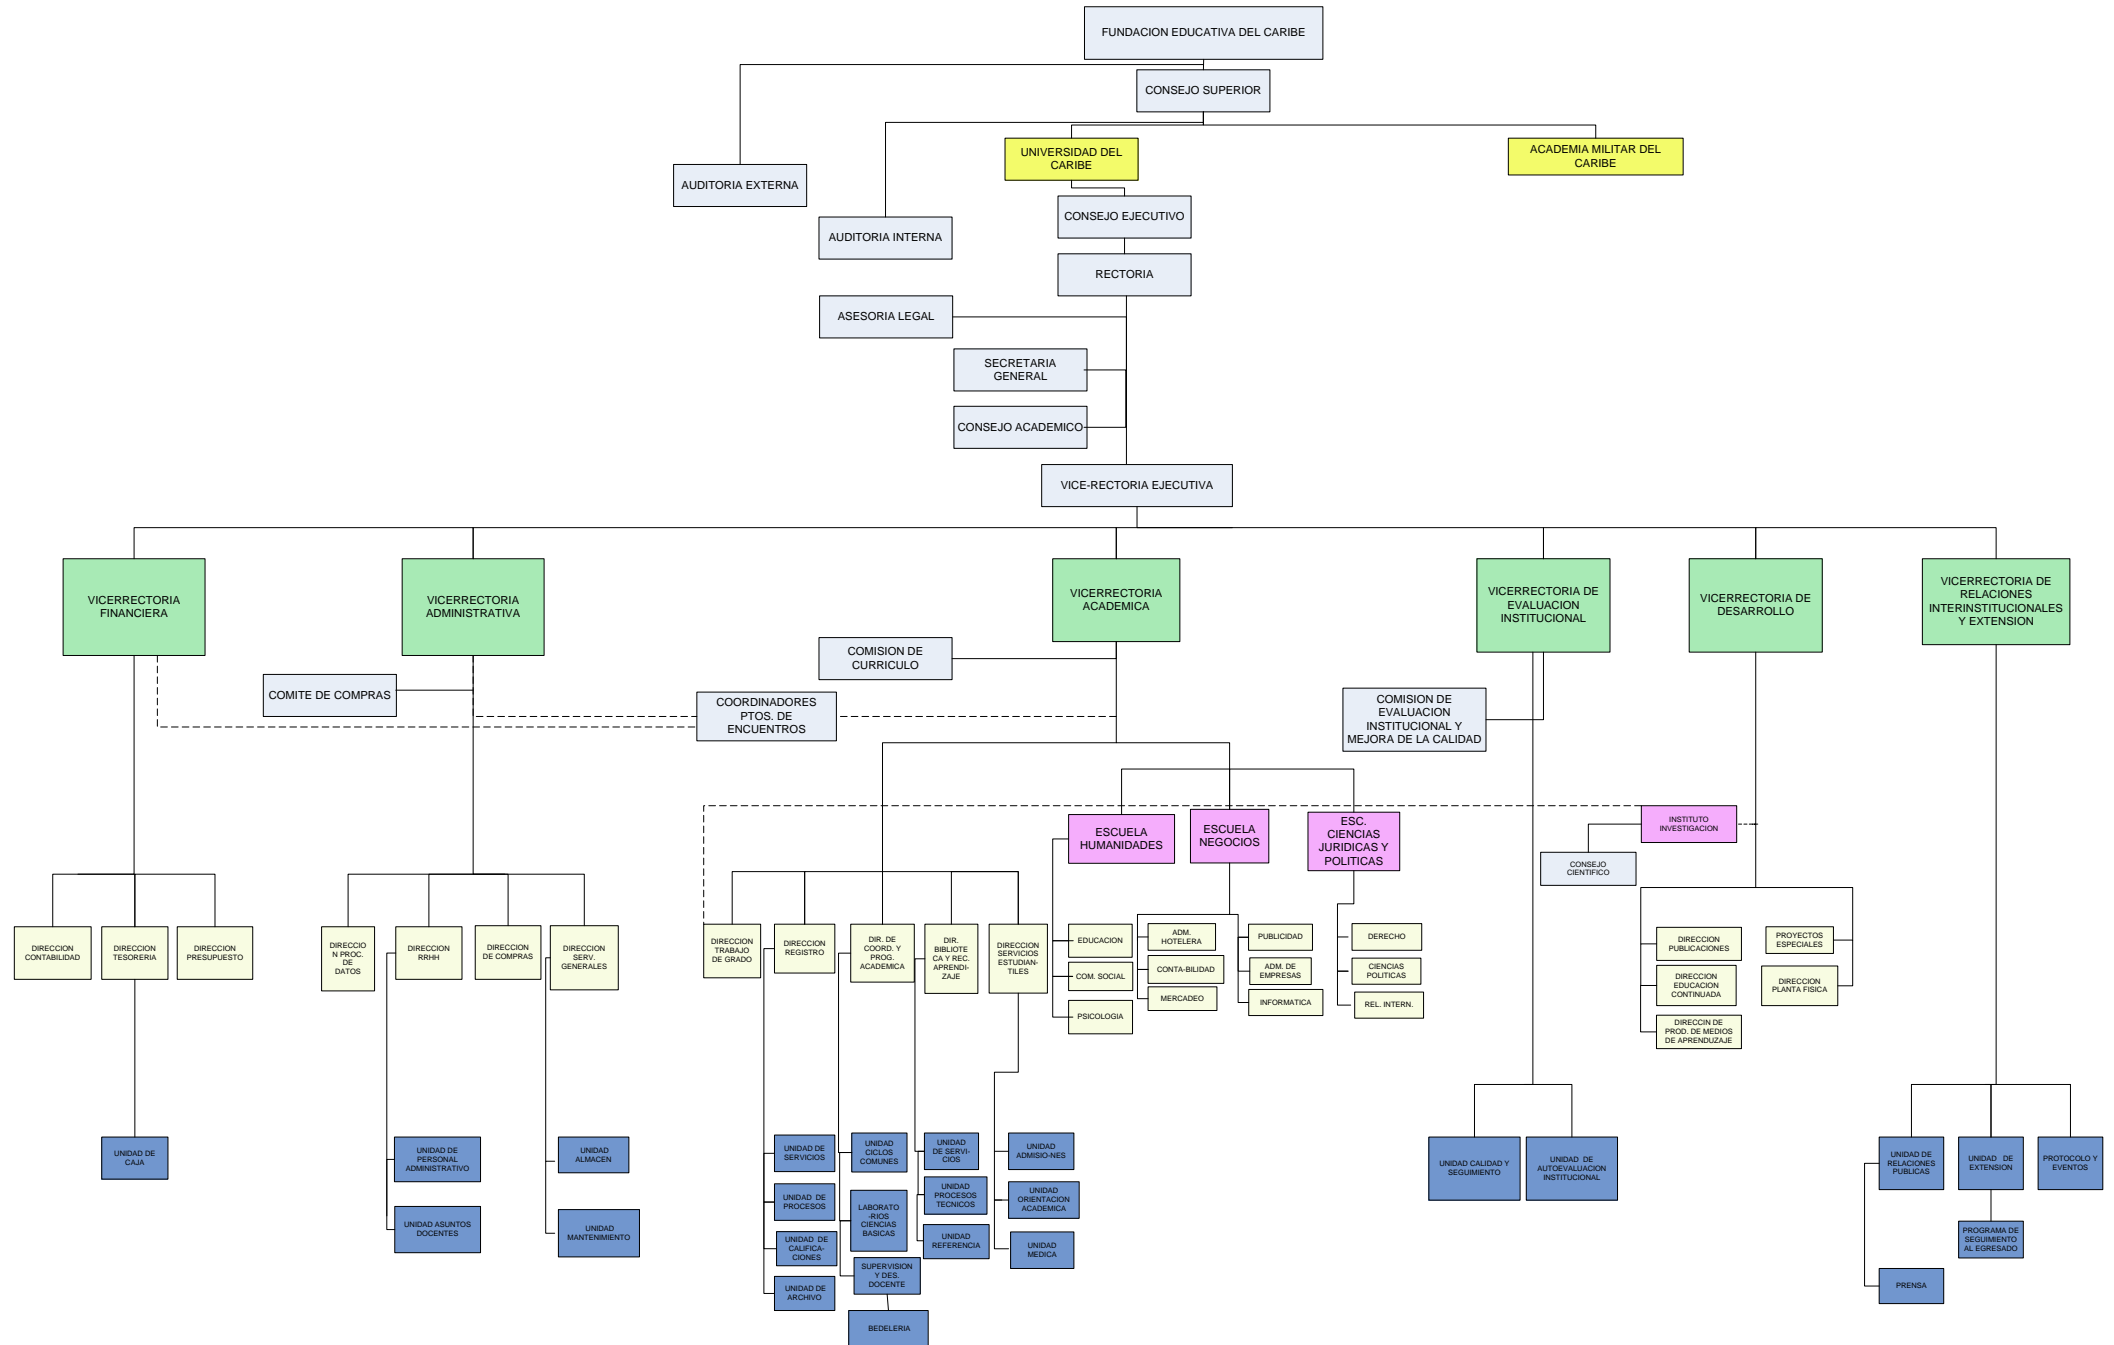 FUNDACION EDUCATIVA DEL CARIBE
CONSEJO SUPERIOR
UNIVERSIDAD DEL
CARIBE
ACADEMIA MILITAR DEL
CARIBE
AUDITORIA EXTERNA
CONSEJO EJECUTIVO
AUDITORIA INTERNA
RECTORIA
ASESORIA LEGAL
SECRETARIA
GENERAL
CONSEJO ACADEMICO
VICE-RECTORIA EJECUTIVA
VICERRECTORIA
FINANCIERA
VICERRECTORIA
ADMINISTRATIVA
VICERRECTORIA
ACADEMICA
VICERRECTORIA DE
EVALUACION
INSTITUCIONAL
VICERRECTORIA DE
DESARROLLO
VICERRECTORIA DE
RELACIONES
INTERINSTITUCIONALES
Y EXTENSION
COMISION DE
CURRICULO
COMITE DE COMPRAS
COORDINADORES
PTOS. DE
ENCUENTROS
COMISION DE
EVALUACION
INSTITUCIONAL Y
MEJORA DE LA CALIDAD
ESCUELA
HUMANIDADES
ESCUELA
NEGOCIOS
ESC.
CIENCIAS
JURIDICAS Y
POLITICAS
INSTITUTO
INVESTIGACION
CONSEJO
CIENTIFICO
DIRECCION
CONTABILIDAD
DIRECCION
TESORERIA
DIRECCION
PRESUPUESTO
DIRECCIO
N PROC.
DE
DATOS
DIRECCION
RRHH
DIRECCION
DE COMPRAS
DIRECCION
SERV.
GENERALES
DIRECCION
TRABAJO
DE GRADO
DIRECCION
REGISTRO
DIR. DE
COORD. Y
PROG.
ACADEMICA
DIR.
BIBLIOTE
CA Y REC.
APRENDI-
ZAJE
DIRECCION
SERVICIOS
ESTUDIAN-
TILES
EDUCACION
COM. SOCIAL
PSICOLOGIA
ADM.
HOTELERA
CONTA-BILIDAD
MERCADEO
PUBLICIDAD
ADM. DE
EMPRESAS
INFORMATICA
DERECHO
CIENCIAS
POLITICAS
REL. INTERN.
DIRECCION
PUBLICACIONES
DIRECCION
EDUCACION
CONTINUADA
DIRECCIN DE
PROD. DE MEDIOS
DE APRENDUZAJE
PROYECTOS
ESPECIALES
DIRECCION
PLANTA FISICA
UNIDAD DE
CAJA
UNIDAD DE
PERSONAL
ADMINISTRATIVO
UNIDAD ASUNTOS
DOCENTES
UNIDAD
ALMACEN
UNIDAD
MANTENIMIENTO
UNIDAD DE
SERVICIOS
UNIDAD DE
PROCESOS
UNIDAD DE
CALIFICA-
CIONES
UNIDAD DE
ARCHIVO
UNIDAD
CICLOS
COMUNES
LABORATO
-RIOS
CIENCIAS
BASICAS
SUPERVISION
Y DES.
DOCENTE
BEDELERIA
UNIDAD
DE SERVI-
CIOS
UNIDAD
PROCESOS
TECNICOS
UNIDAD
REFERENCIA
UNIDAD
ADMISIO-NES
UNIDAD
ORIENTACION
ACADEMICA
UNIDAD
MEDICA
UNIDAD CALIDAD Y
SEGUIMIENTO
UNIDAD DE
AUTOEVALUACION
INSTITUCIONAL
UNIDAD DE
RELACIONES
PUBLICAS
UNIDAD DE
EXTENSION
PROTOCOLO Y
EVENTOS
PROGRAMA DE
SEGUIMIENTO
AL EGRESADO
PRENSA